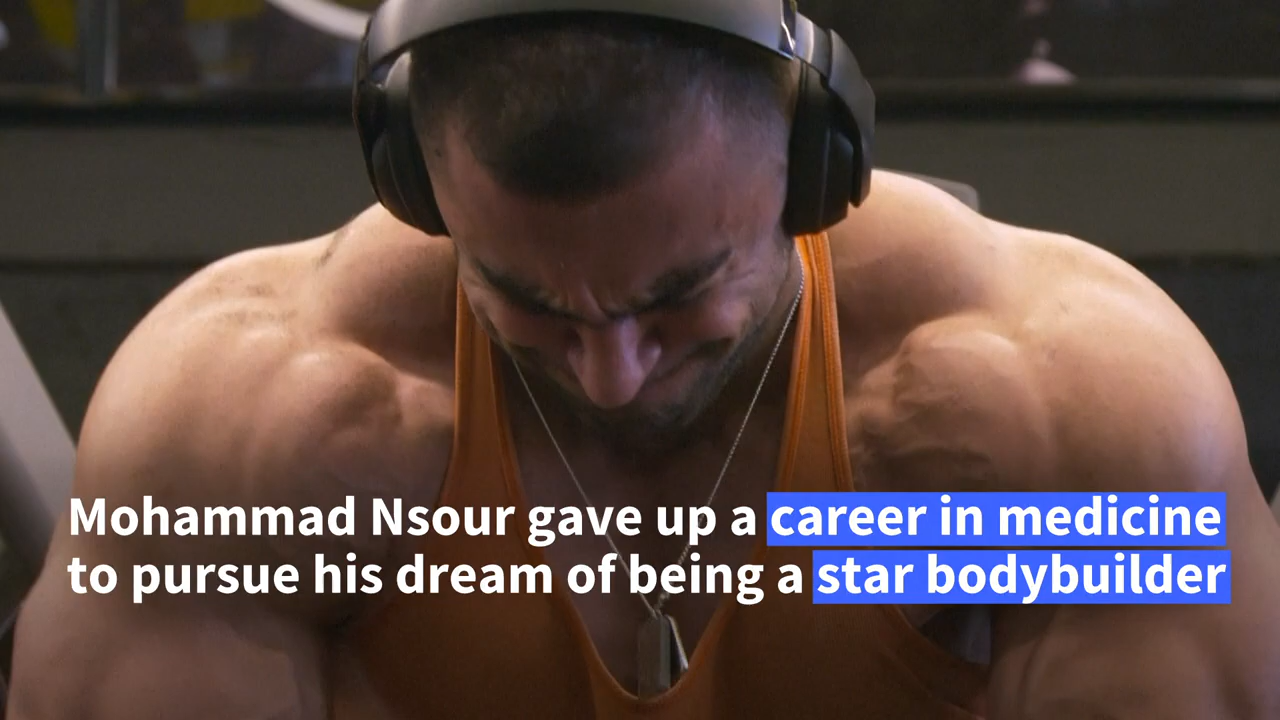 Mohammad Nsour gave up a career in medicine
to pursue his dream of being a star bodybuilder